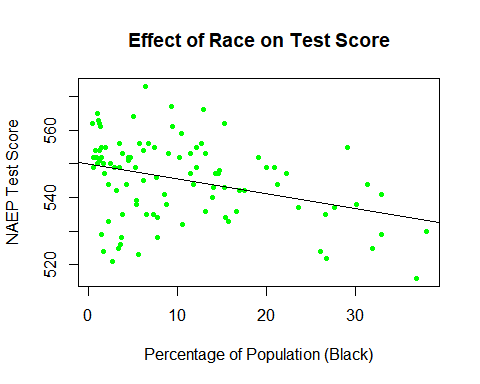 Effect of Race on Test Score
NAEP Test Score
560
540
520
0 10 20 30
Percentage of Population (Black)